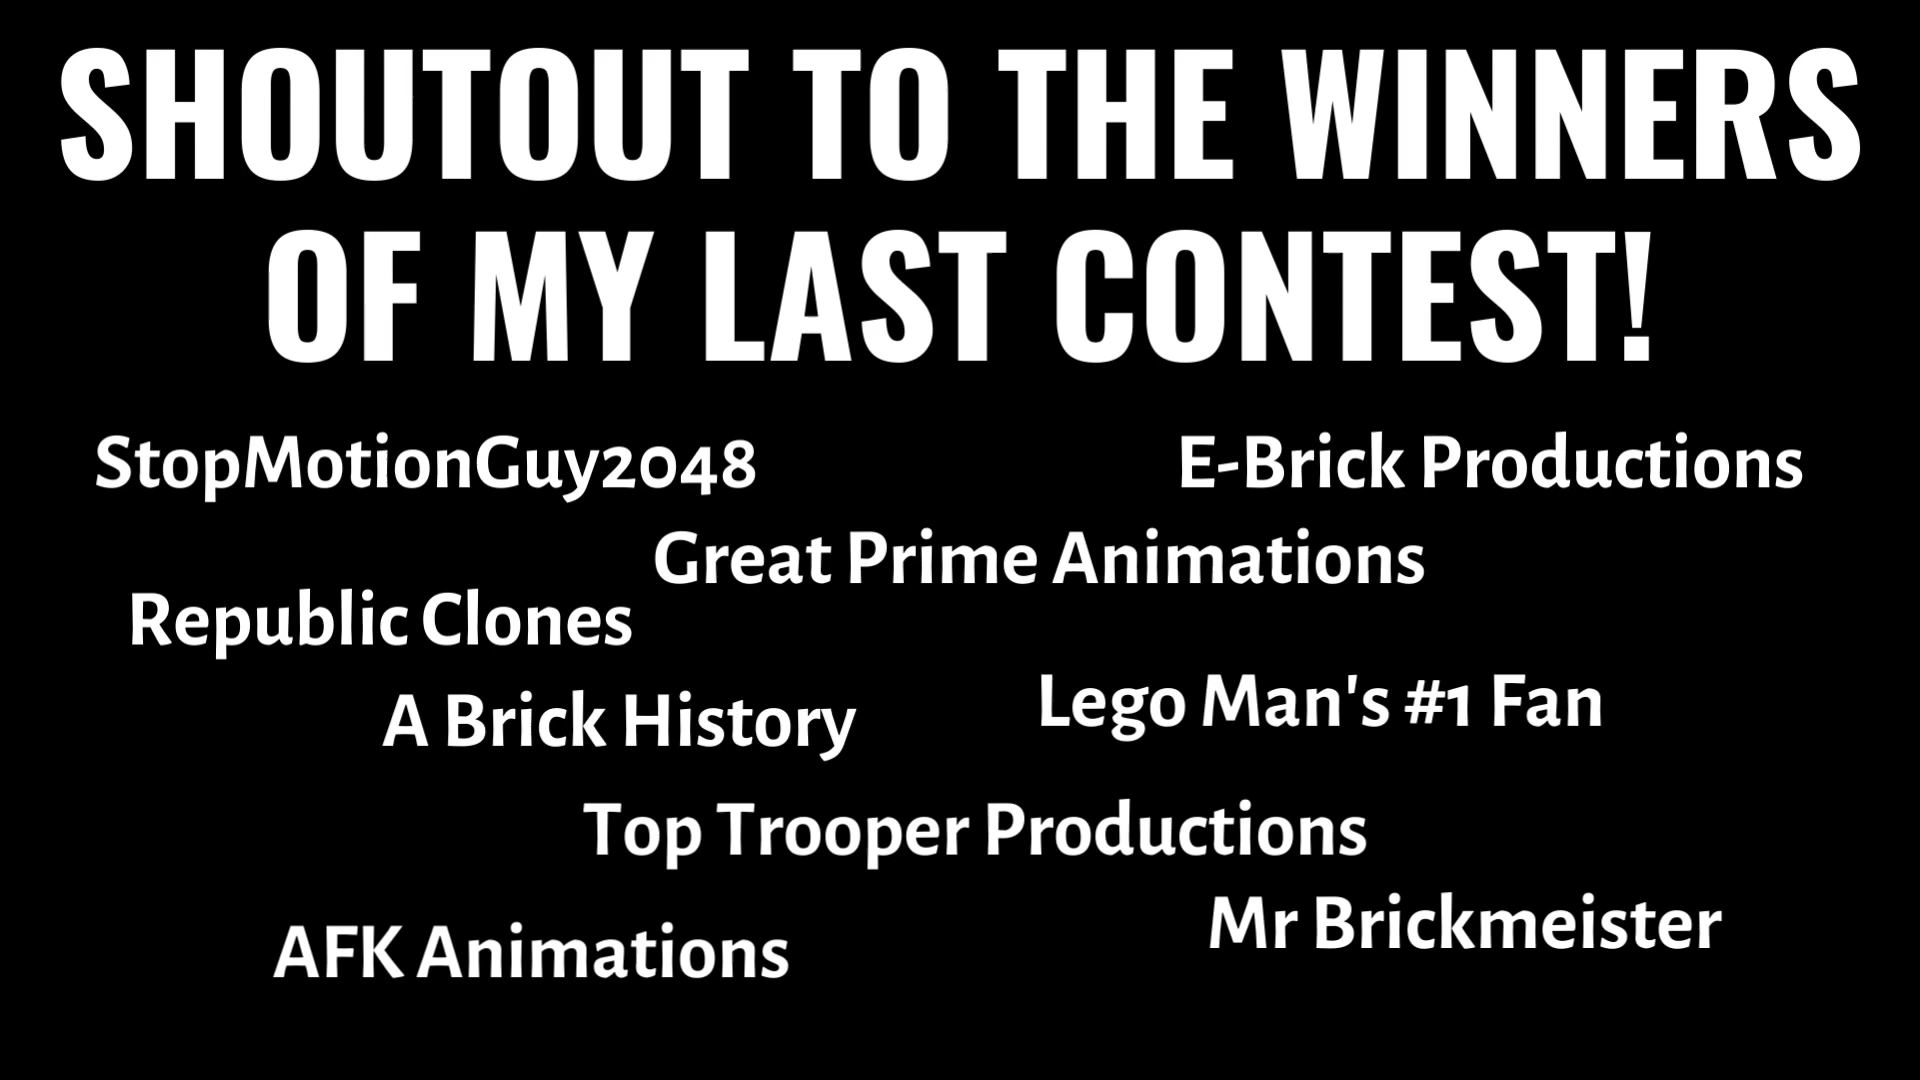 SHOUTOUT TO THE WINNERS
OF MY LAST CONTEST!
StopMotionGuy2048
E-Brick Productions
Great Prime Animations
Republic Clones
Lego Man's #1 Fan
A Brick History
Top Trooper Productions
Mr Brickmeister
AFK Animations